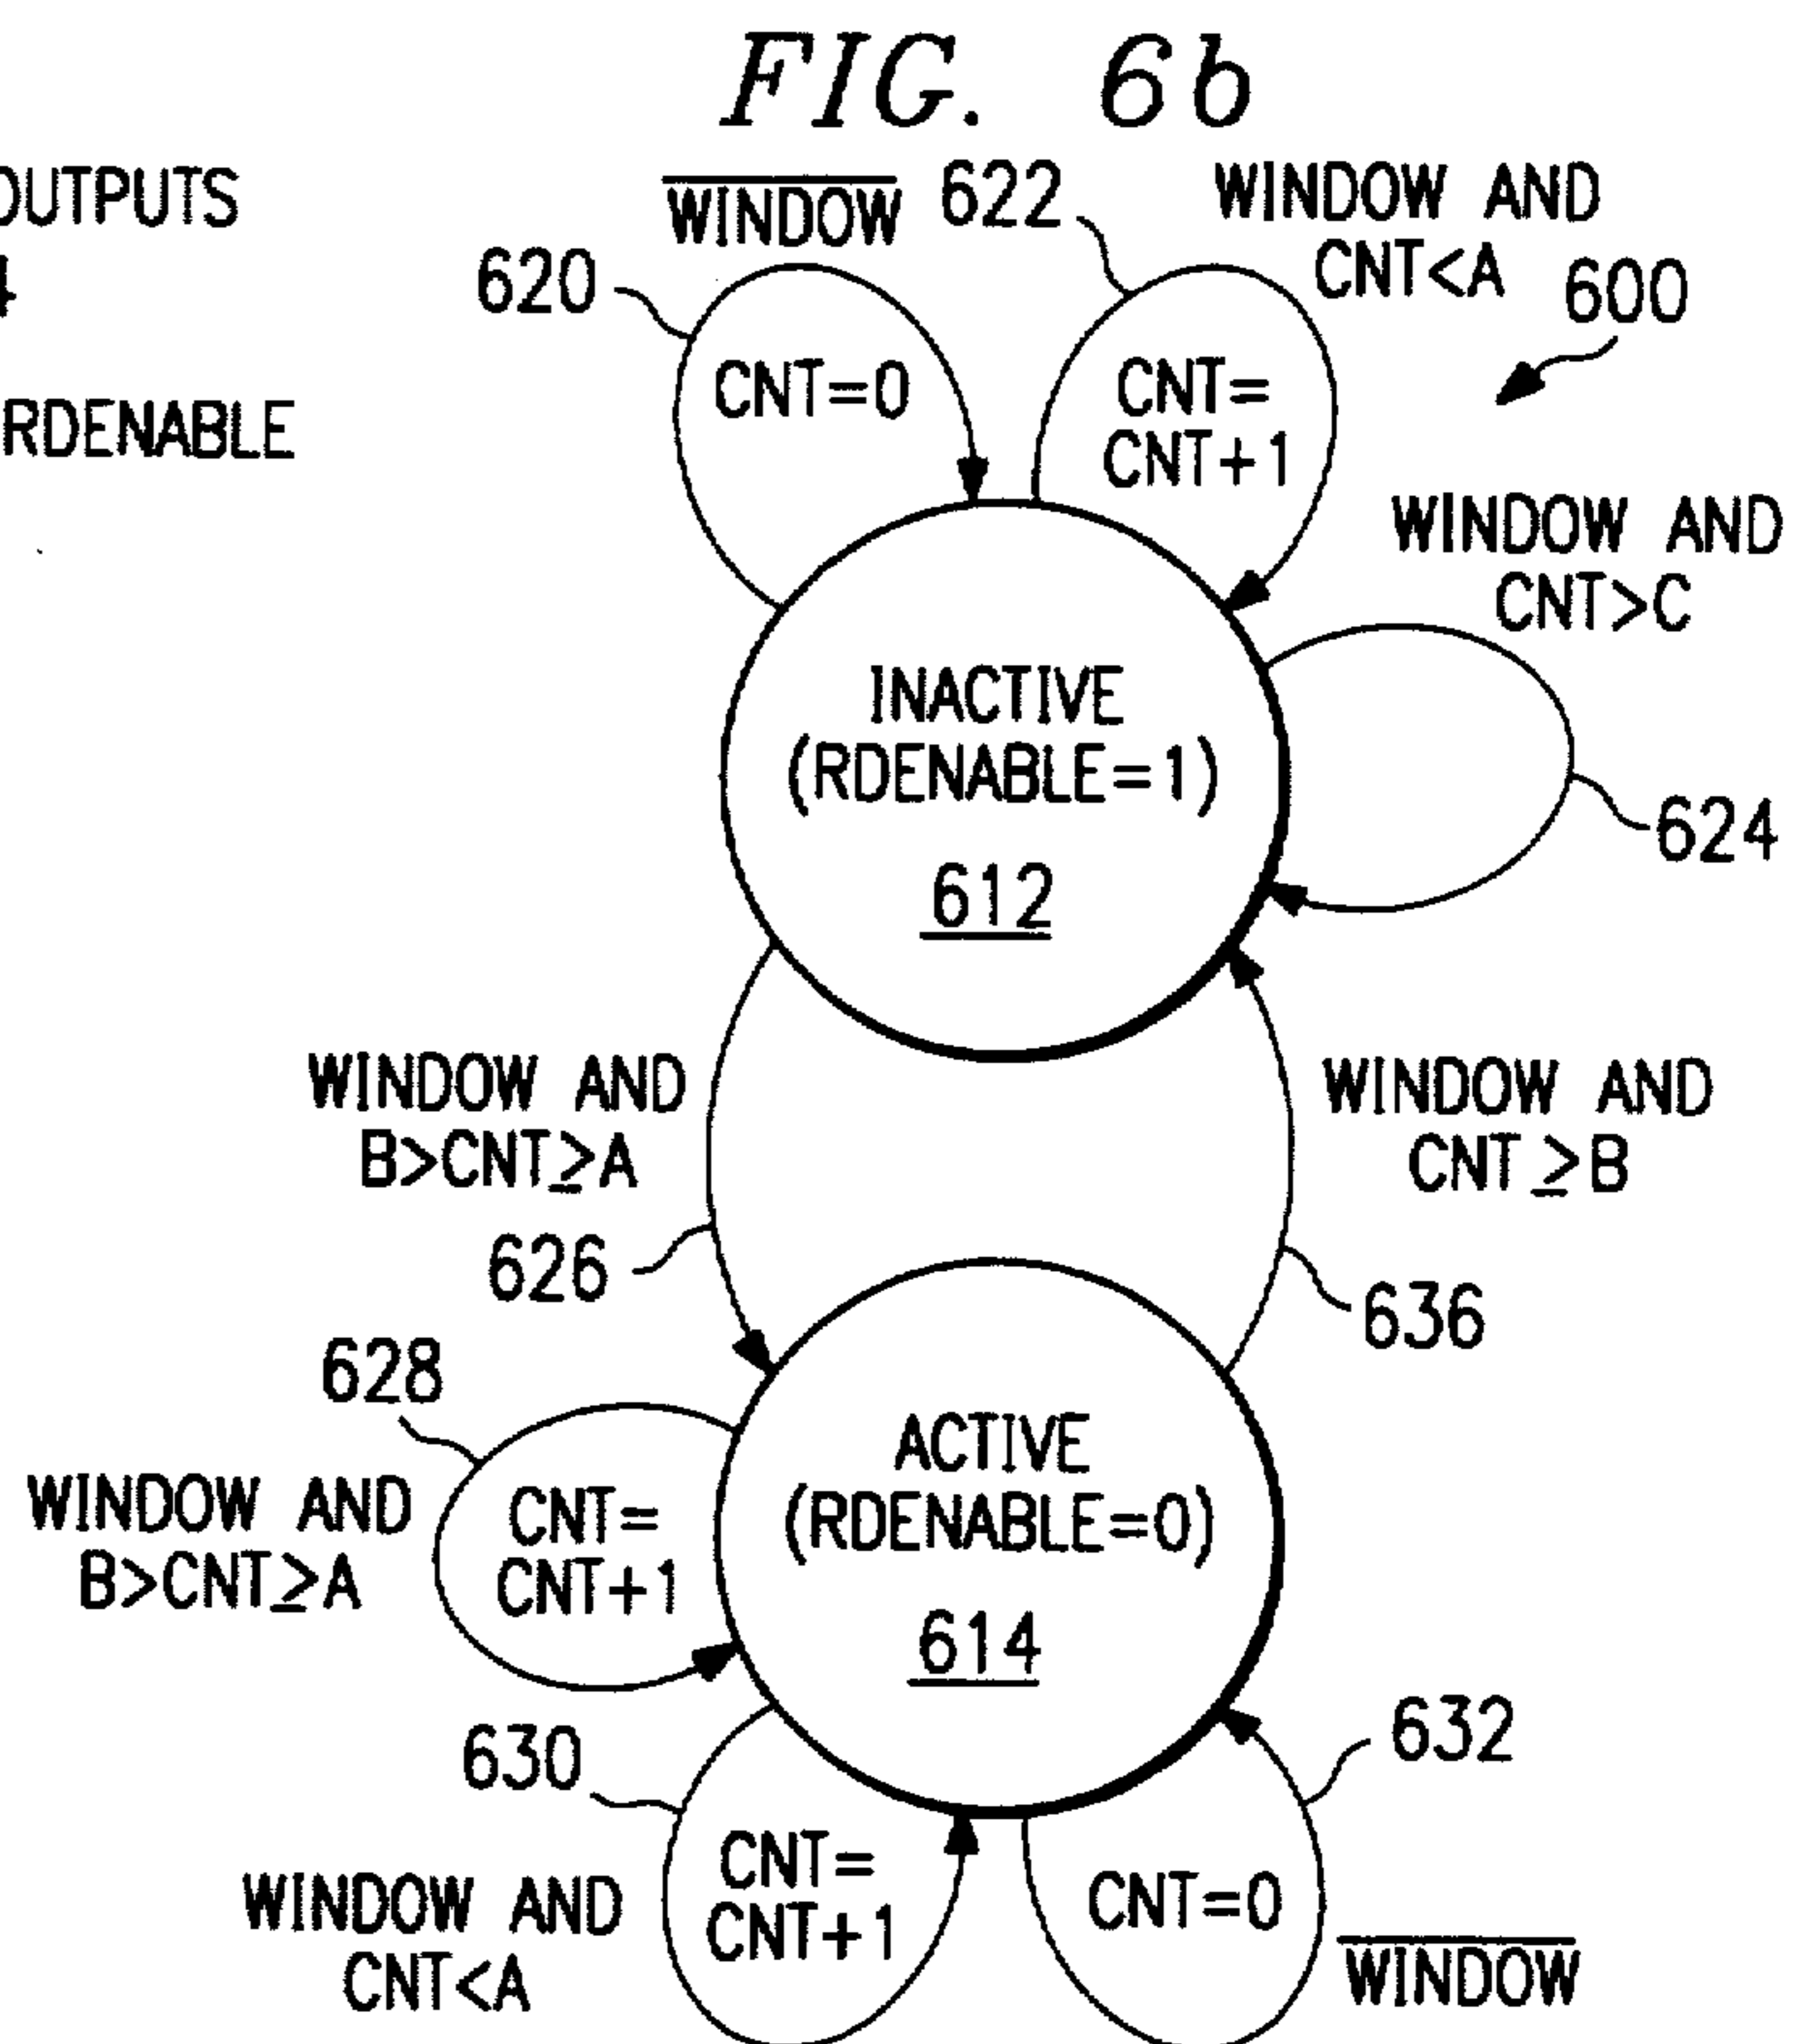 FIG. 6b
OUTPUTS
RDENABLE
WINDOW
622
WINDOW AND
CNT<A
600
620
CNT=0
CNT=
CNT+1
WINDOW AND
CNT>C
INACTIVE
(RDENABLE=1)
612
624
WINDOW AND
B>CNT≥A
626
WINDOW AND
CNT≥B
636
628
WINDOW AND
B>CNT≥A
CNT=
CNT+1
ACTIVE
(RDENABLE=0)
614
630
WINDOW AND
CNT<A
CNT=
CNT+1
632
CNT=0
WINDOW